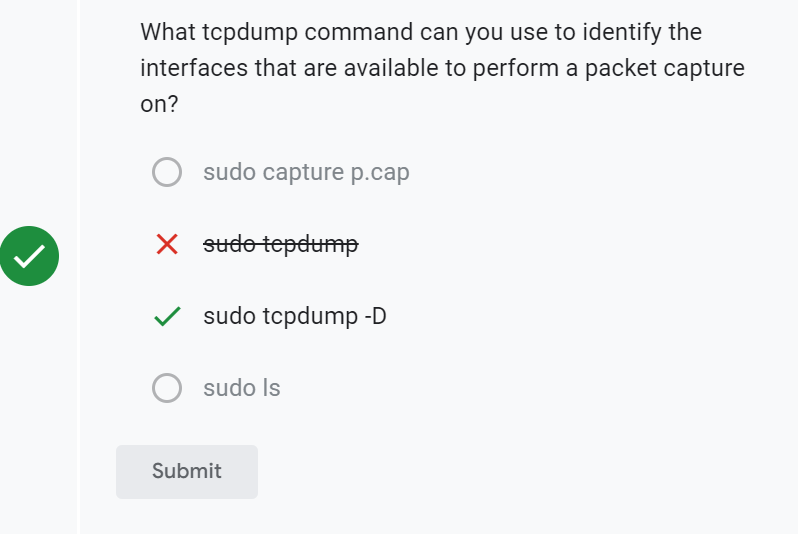 What tcpdump command can you use to identify the
interfaces that are available to perform a packet capture
on?
sudo capture p.cap
sudo tcpdump
sudo tcpdump -D
sudo ls
Submit